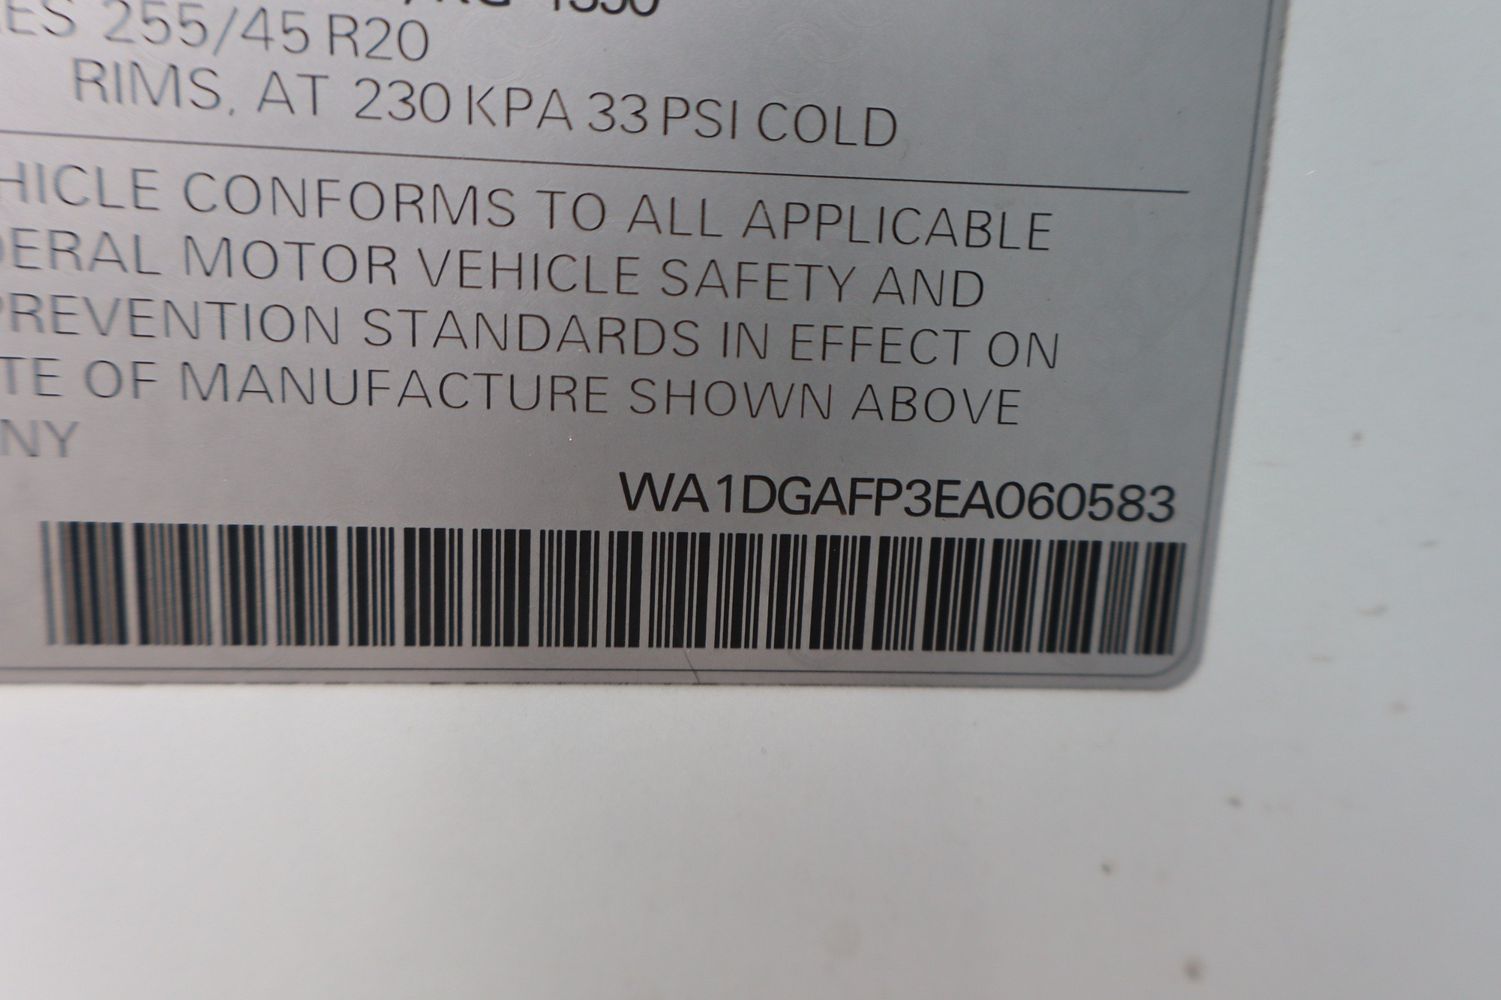 255/45 R20
RIMS, AT 230 KPA 33 PSI COLD
HICLE CONFORMS TO ALL APPLICABLE
DERAL MOTOR VEHICLE SAFETY AND
PREVENTION STANDARDS IN EFFECT ON
TE OF MANUFACTURE SHOWN ABOVE
NY
WA1DGAFP3EA060583